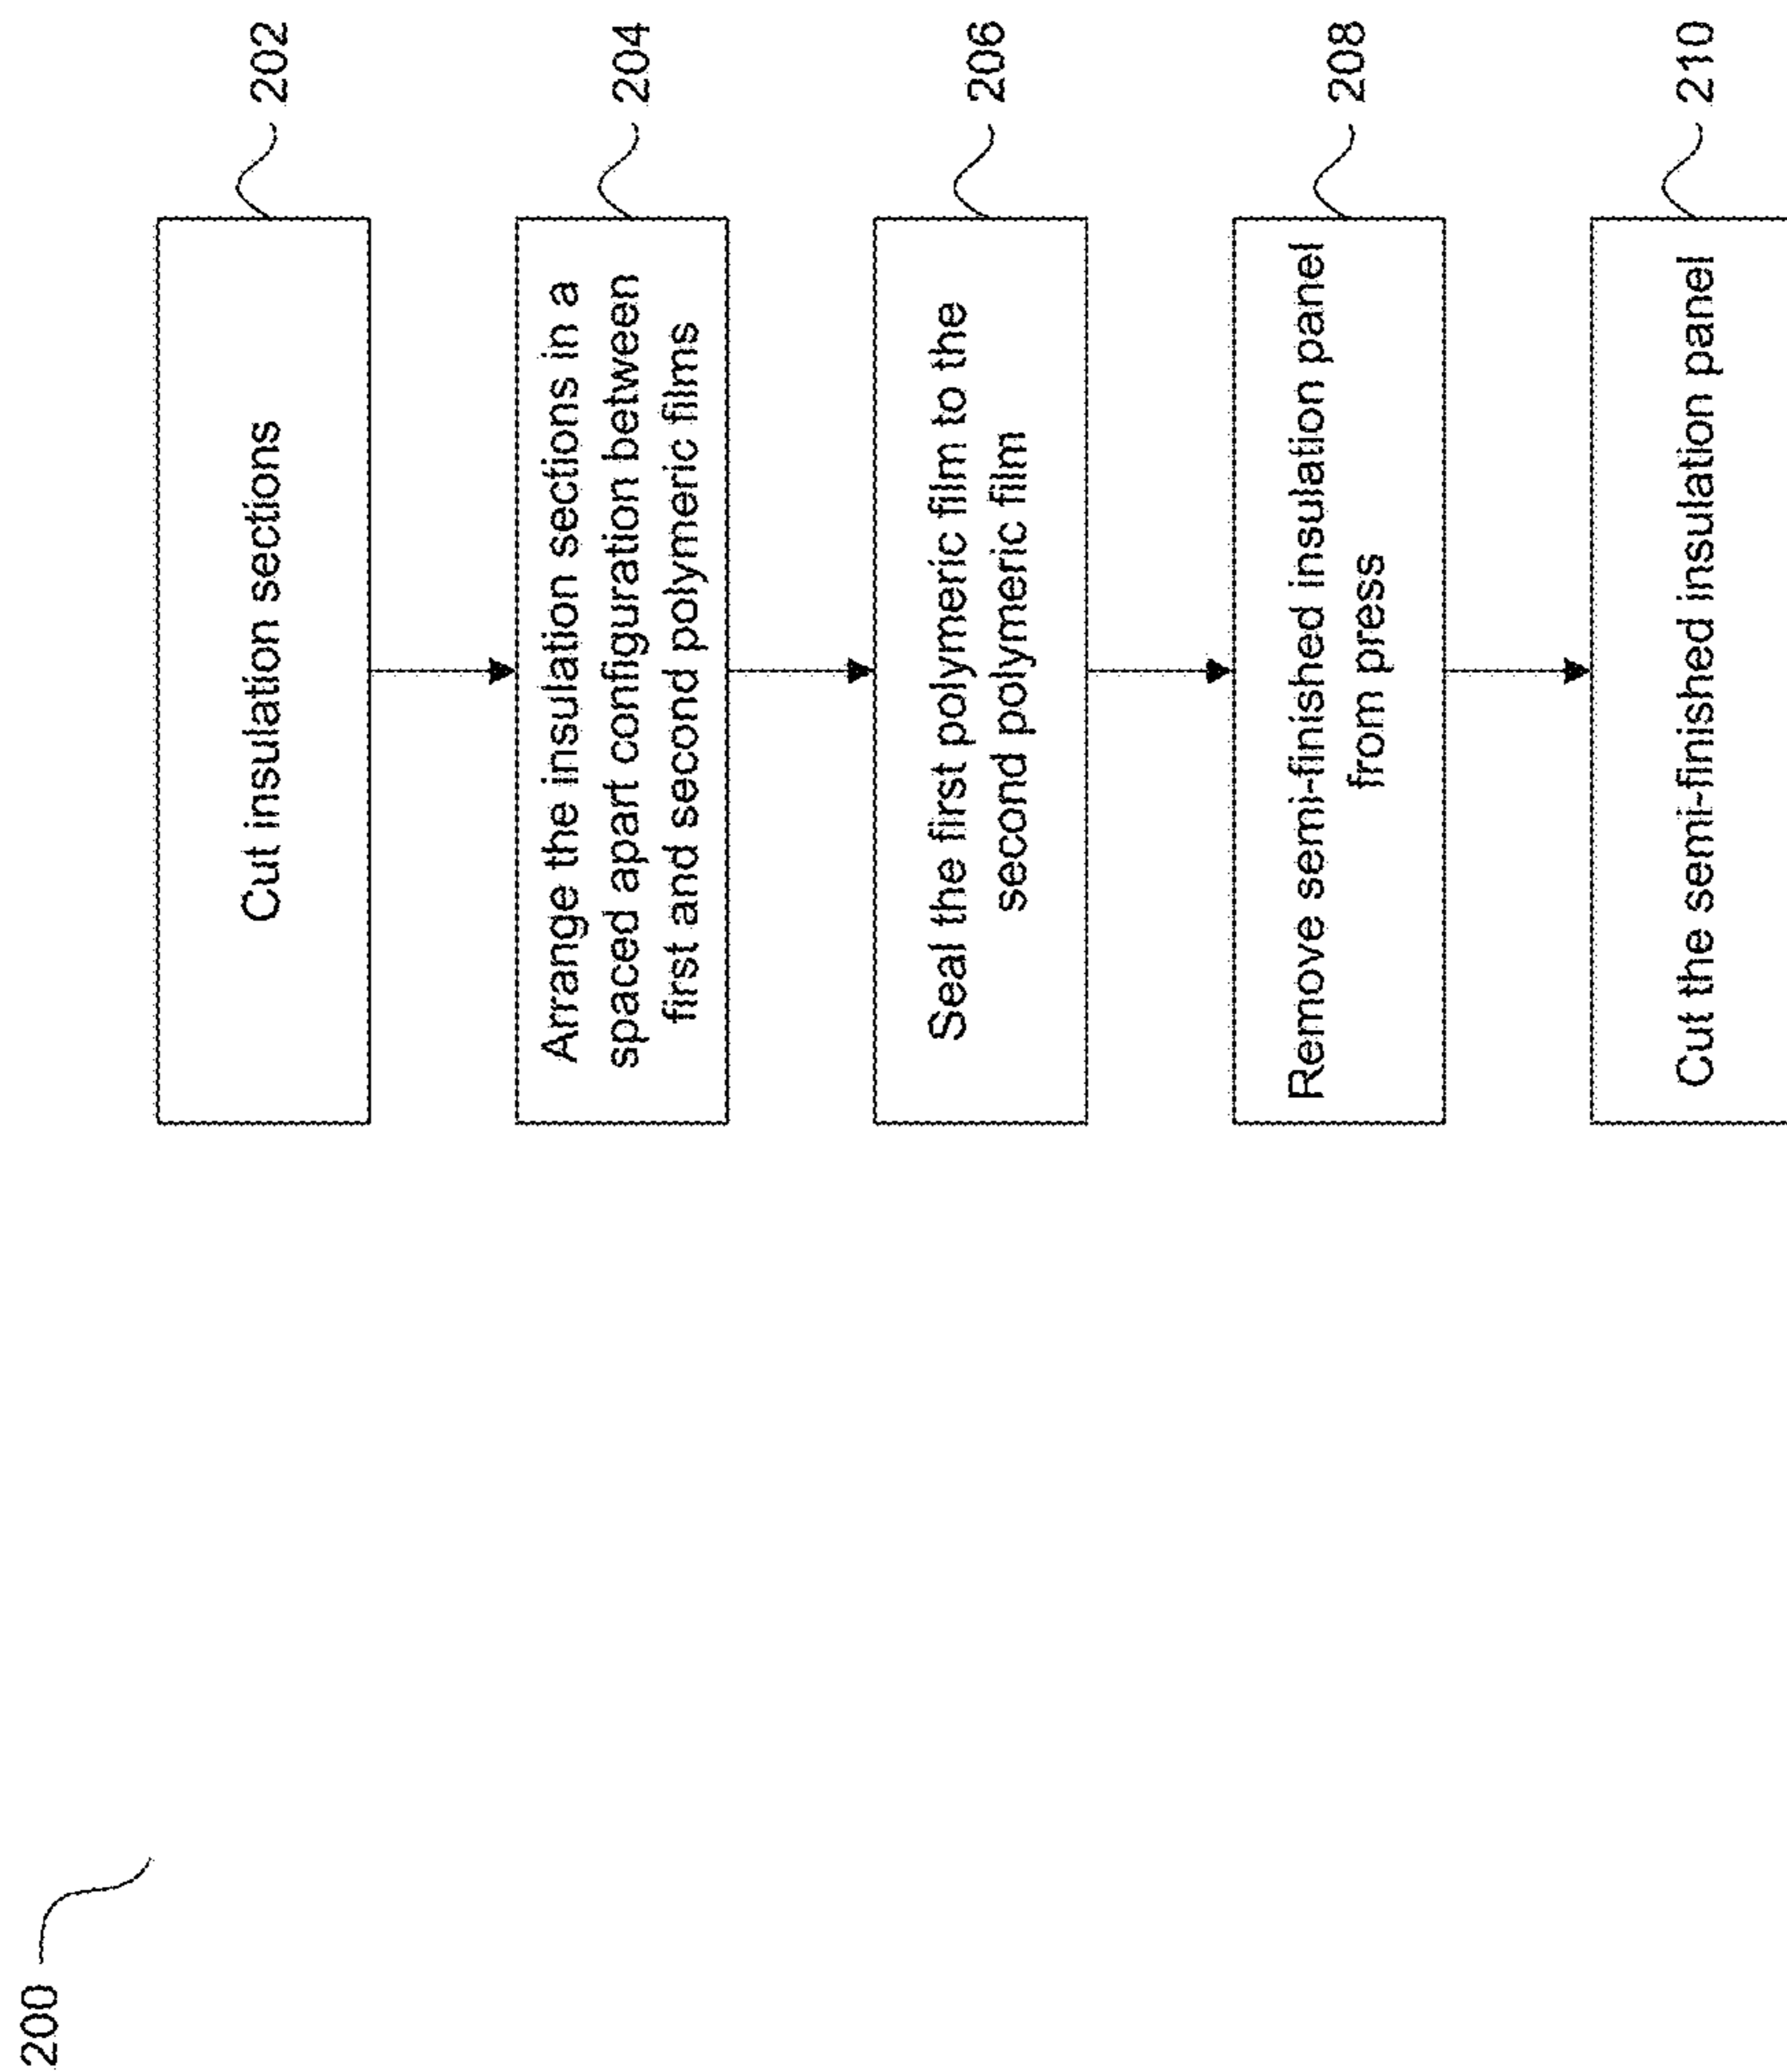 200
Cut insulation sections
202
Arrange the insulation sections in a
spaced apart configuration between
first and second polymeric films
204
Seal the first polymeric film to the
second polymeric film
206
Remove semi-finished insulation panel
from press
208
Cut the semi-finished insulation panel
210